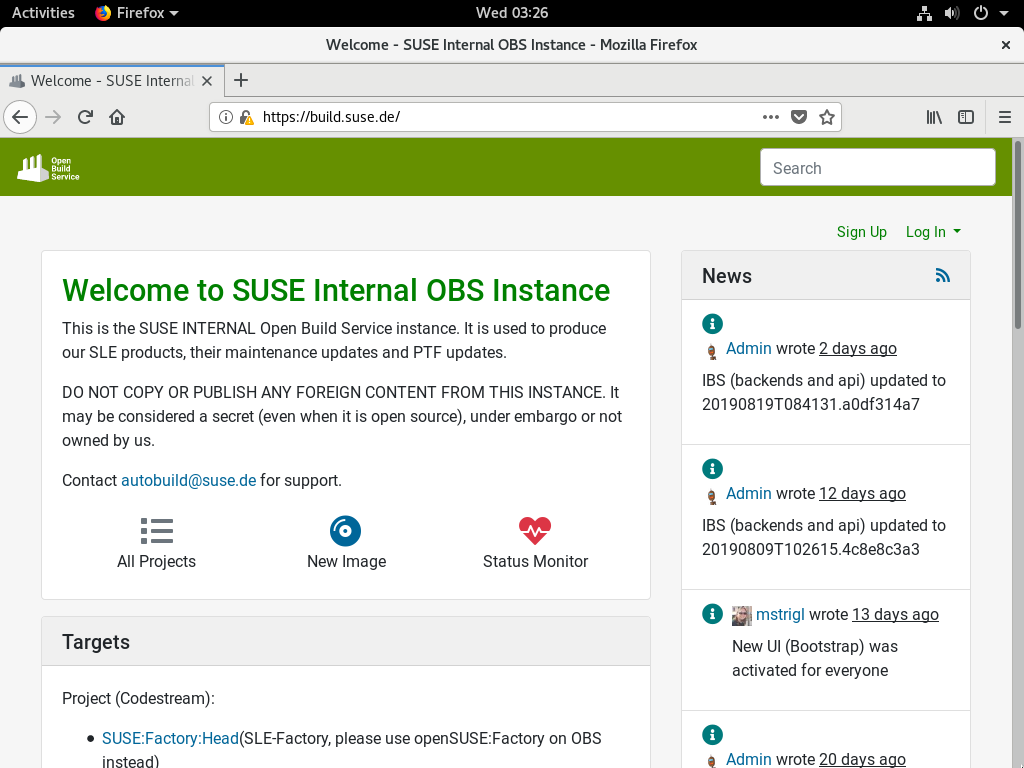 Activities
Firefox
Wed 03:26
Welcome - SUSE Internal OBS Instance - Mozilla Firefox
Welcome - SUSE Internal
https://build.suse.de/
Open
Build
Service
Search
Sign Up
Log In
Welcome to SUSE Internal OBS Instance
This is the SUSE INTERNAL Open Build Service instance. It is used to produce
our SLE products, their maintenance updates and PTF updates.
DO NOT COPY OR PUBLISH ANY FOREIGN CONTENT FROM THIS INSTANCE. It
may be considered a secret (even when it is open source), under embargo or not
owned by us.
Contact autobuild@suse.de for support.
All Projects
New Image
Status Monitor
Targets
Project (Codestream):
• SUSE:Factory:Head(SLE-Factory, please use openSUSE:Factory on OBS
instead)
News
Admin wrote 2 days ago
IBS (backends and api) updated to
20190819T084131.a0df314a7
Admin wrote 12 days ago
IBS (backends and api) updated to
20190809T102615.4c8e8c3a3
mstrigl wrote 13 days ago
New UI (Bootstrap) was
activated for everyone
Admin wrote 20 days ago